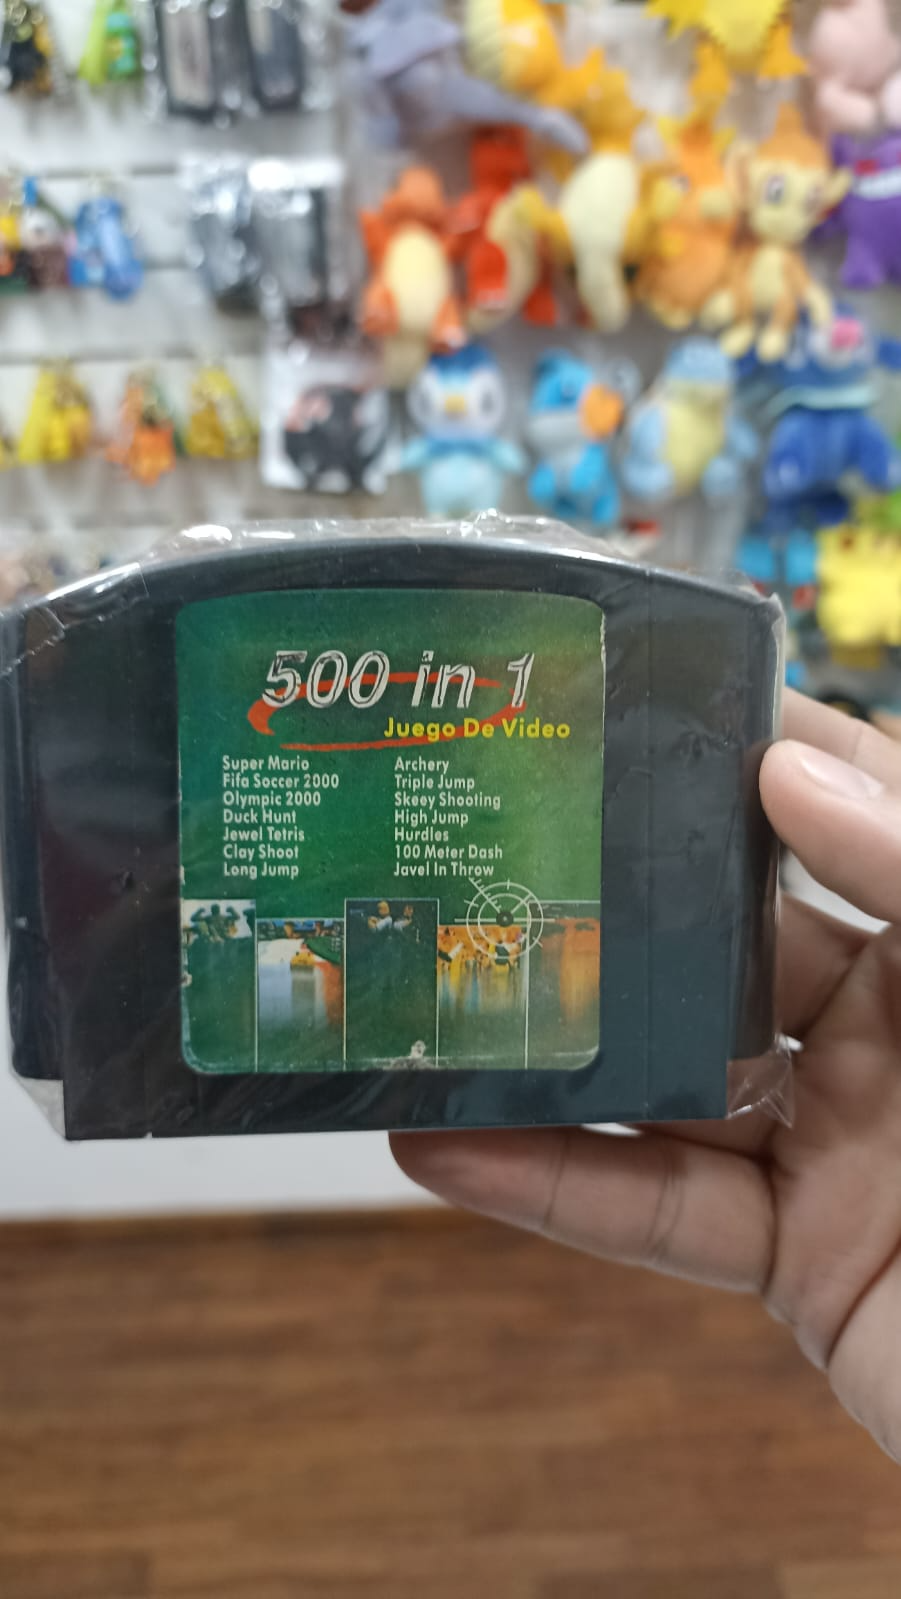 500 in 1
Juego De Video
Super Mario
Fifa Soccer 2000
Olympic 2000
Duck Hunt
Jewel Tetris
Clay Shoot
Long Jump
Archery
Triple Jump
Skeey Shooting
High Jump
Hurdles
100 Meter Dash
Javel In Throw